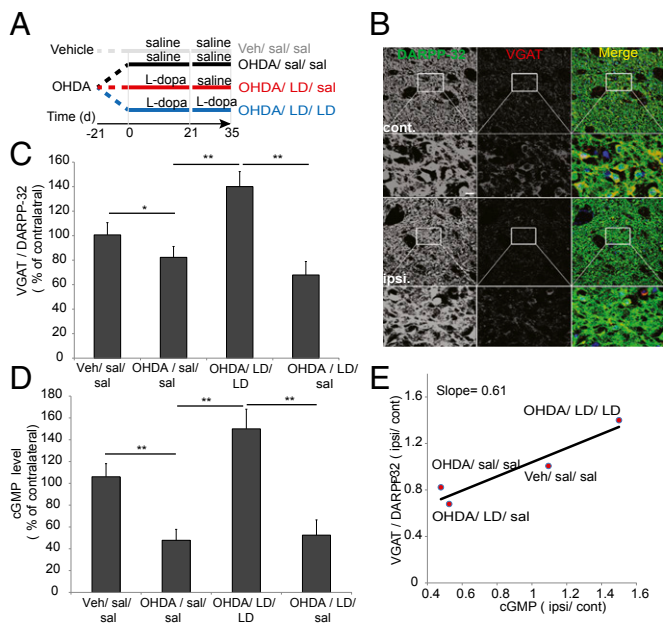 A
Vehicle
saline
saline
Veh/ sal/ sal
saline
saline
OHDA/ sal/ sal
OHDA
L-dopa
saline
OHDA/ LD/ sal
L-dopa
L-dopa
OHDA/ LD/ LD
Time (d)
-21
0
21
35
B
DARPP-32
VGAT
Merge
cont.
ipsi.
C
VGAT / DARPP-32
( % of contralatral)
160
140
120
100
80
60
40
20
0
*
**
**
Veh/ sal/ sal
OHDA / sal/ sal
OHDA/ LD/ LD
OHDA / LD/ sal
D
cGMP level
( % of contralateral)
180
160
140
120
100
80
60
40
20
0
**
**
**
Veh/ sal/ sal
OHDA / sal/ sal
OHDA/ LD/ LD
OHDA / LD/ sal
E
VGAT / DARPP-32 ( ipsi/ cont)
1.6
1.2
0.8
0.4
0
Slope= 0.61
OHDA/ LD/ LD
OHDA/ sal/ sal
Veh/ sal/ sal
OHDA/ LD/ sal
0.4
0.6
0.8
1
1.2
1.4
1.6
cGMP ( ipsi/ cont)